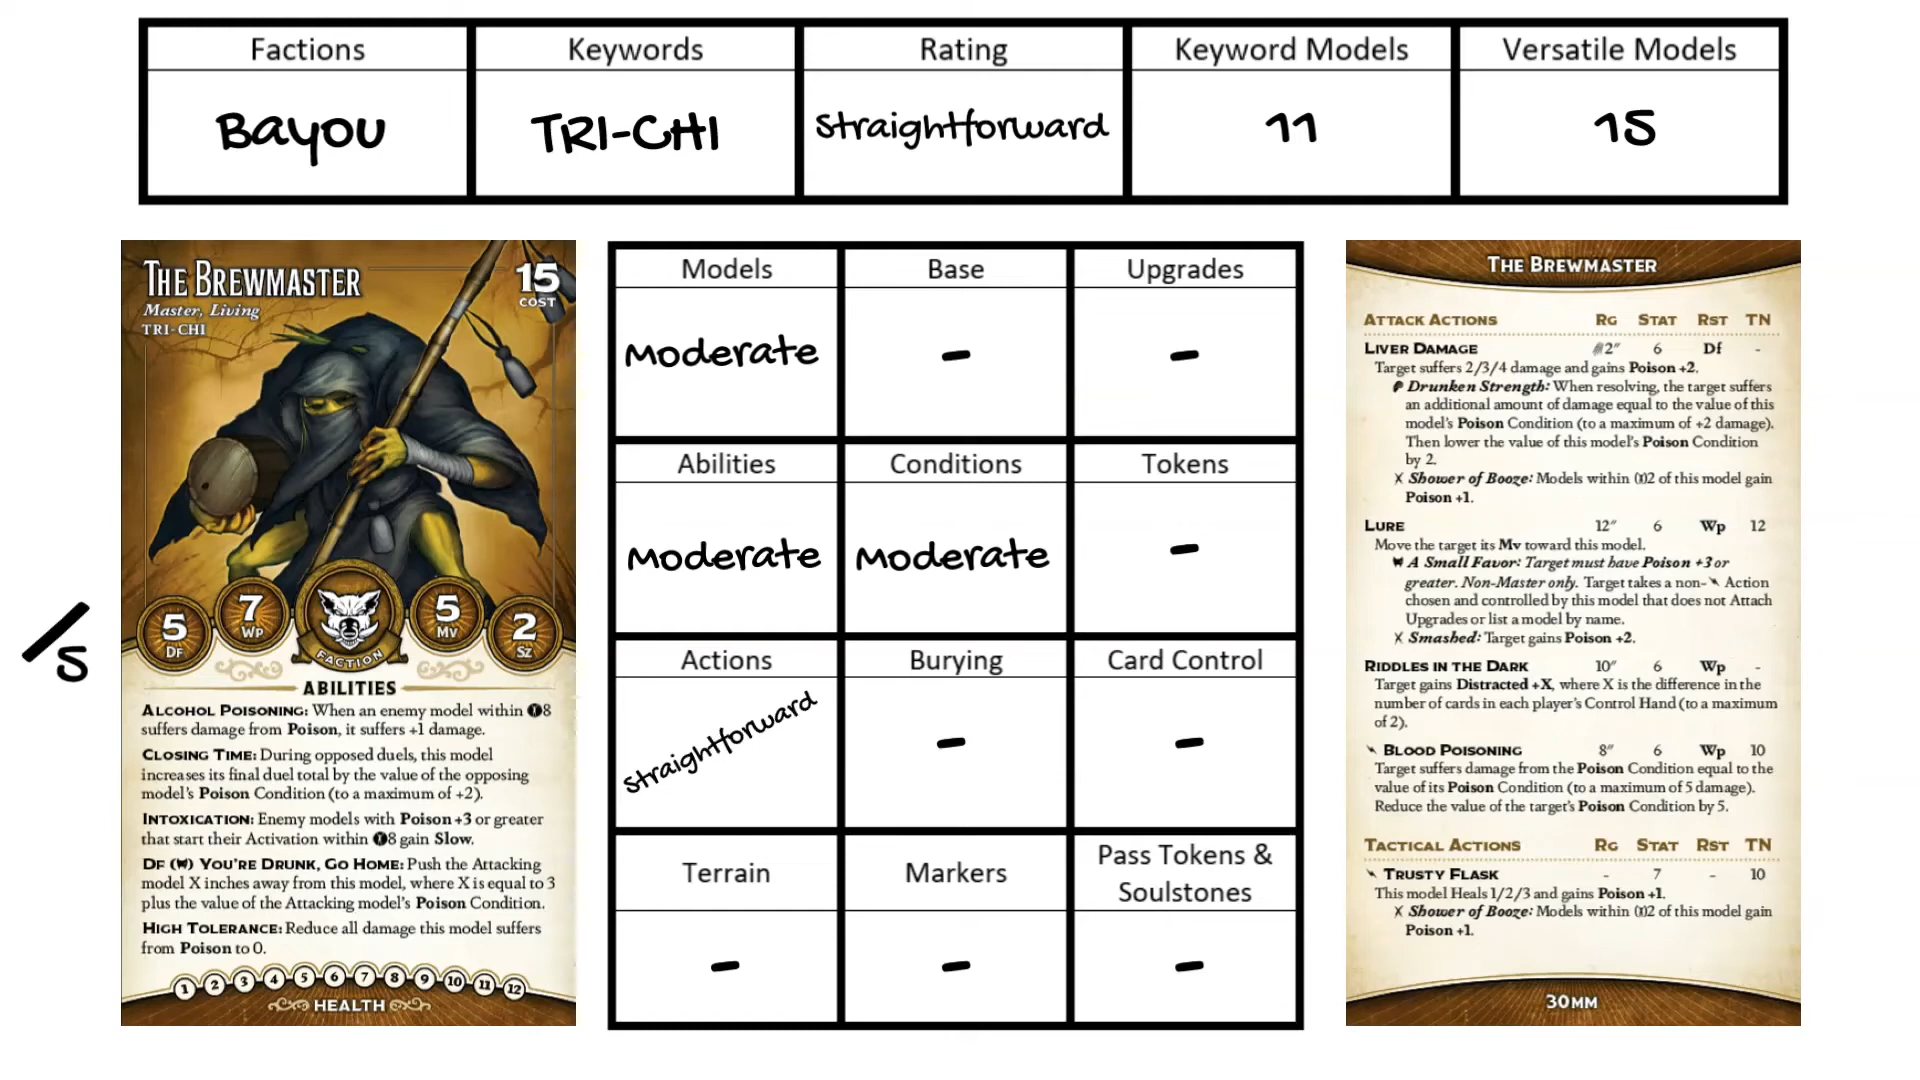 Factions
Keywords
Rating
Keyword Models
Versatile Models
Bayou
TRI-CHI
Straightforward
11
15
THE BREWMASTER
15
COST
Master, Living
TRI-CHI
5
DF
7
WP
FACTION
5
MV
2
SZ
/5
ABILITIES
ALCOHOL POISONING: When an enemy model within 8
suffers damage from Poison, it suffers +1 damage.
CLOSING TIME: During opposed duels, this model
increases its final duel total by the value of the opposing
model's Poison Condition (to a maximum of +2).
INTOXICATION: Enemy models with Poison +3 or greater
that start their Activation within 8 gain Slow.
DF () YOU'RE DRUNK, GO HOME: Push the Attacking
model X inches away from this model, where X is equal to 3
plus the value of the Attacking model's Poison Condition.
HIGH TOLERANCE: Reduce all damage this model suffers
from Poison to 0.
1 2 3 4 5 6 7 8 9 10 11 12
HEALTH
Models
Base
Upgrades
Moderate
-
-
Abilities
Conditions
Tokens
Moderate
Moderate
-
Actions
Burying
Card Control
Straightforward
-
-
Terrain
Markers
Pass Tokens &
Soulstones
-
-
-
THE BREWMASTER
ATTACK ACTIONS RG STAT RST TN
LIVER DAMAGE 2" 6 Df -
Target suffers 2/3/4 damage and gains Poison +2.
Drunken Strength: When resolving, the target suffers
an additional amount of damage equal to the value of this
model's Poison Condition (to a maximum of +2 damage).
Then lower the value of this model's Poison Condition
by 2.
Shower of Booze: Models within 2 of this model gain
Poison +1.
LURE 12" 6 Wp 12
Move the target its Mv toward this model.
A Small Favor: Target must have Poison +3 or
greater. Non-Master only. Target takes a non- Action
chosen and controlled by this model that does not Attach
Upgrades or list a model by name.
Smashed: Target gains Poison +2.
RIDDLES IN THE DARK 10" 6 Wp -
Target gains Distracted +X, where X is the difference in the
number of cards in each player's Control Hand (to a maximum
of 2).
BLOOD POISONING 8" 6 Wp 10
Target suffers damage from the Poison Condition equal to the
value of its Poison Condition (to a maximum of 5 damage).
Reduce the value of the target's Poison Condition by 5.
TACTICAL ACTIONS RG STAT RST TN
TRUSTY FLASK - 7 - 10
This model Heals 1/2/3 and gains Poison +1.
Shower of Booze: Models within 2 of this model gain
Poison +1.
30MM